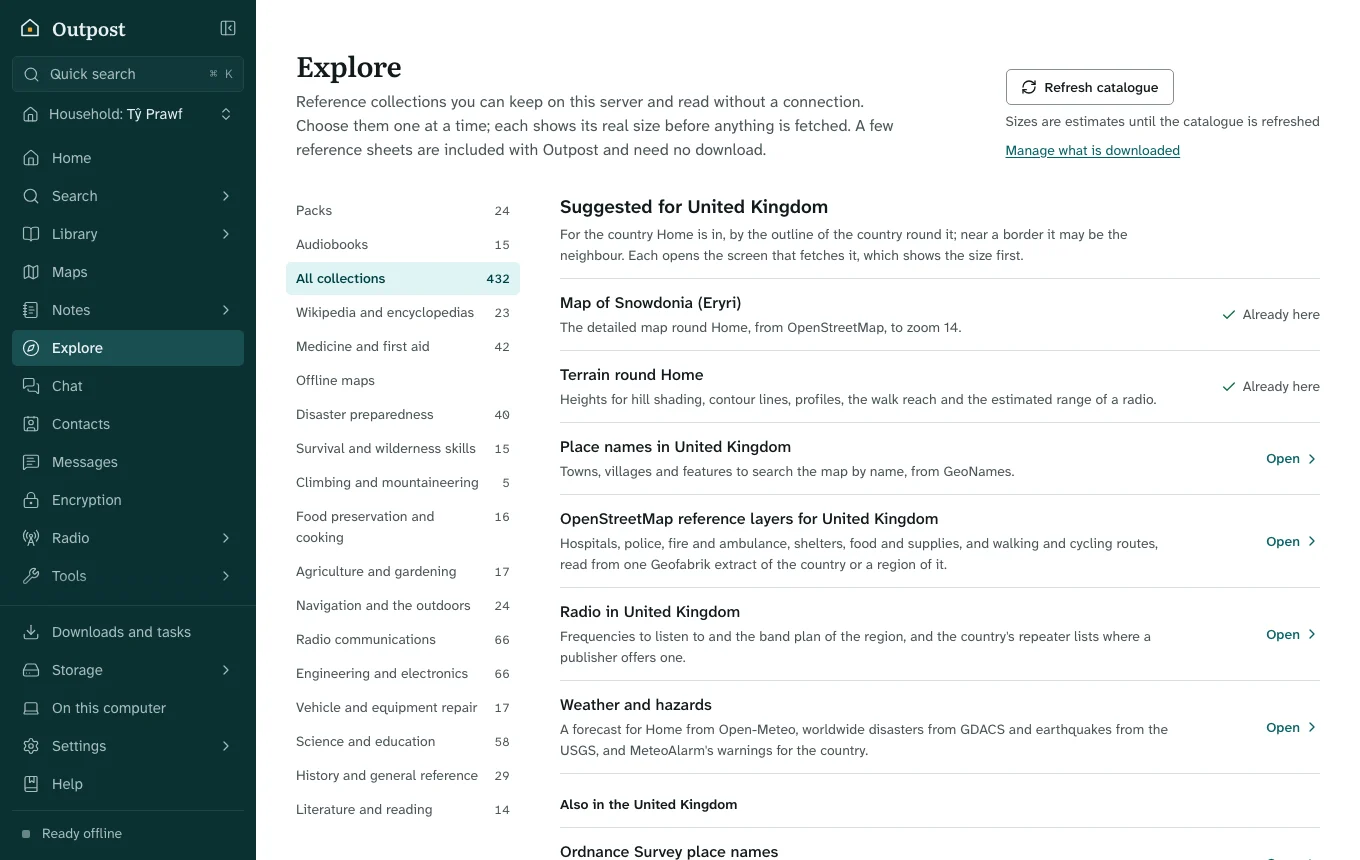 Outpost
Quick search ⌘ K
Household: Tŷ Prawf
Home
Search
Library
Maps
Notes
Explore
Chat
Contacts
Messages
Encryption
Radio
Tools
Downloads and tasks
Storage
On this computer
Settings
Help
Ready offline
Explore
Reference collections you can keep on this server and read without a connection.
Choose them one at a time; each shows its real size before anything is fetched. A few
reference sheets are included with Outpost and need no download.
Refresh catalogue
Sizes are estimates until the catalogue is refreshed
Manage what is downloaded
Packs 24
Audiobooks 15
All collections 432
Wikipedia and encyclopedias 23
Medicine and first aid 42
Offline maps
Disaster preparedness 40
Survival and wilderness skills 15
Climbing and mountaineering 5
Food preservation and 16
cooking
Agriculture and gardening 17
Navigation and the outdoors 24
Radio communications 66
Engineering and electronics 66
Vehicle and equipment repair 17
Science and education 58
History and general reference 29
Literature and reading 14
Suggested for United Kingdom
For the country Home is in, by the outline of the country round it; near a border it may be the
neighbour. Each opens the screen that fetches it, which shows the size first.
Map of Snowdonia (Eryri)
The detailed map round Home, from OpenStreetMap, to zoom 14.
Already here
Terrain round Home
Heights for hill shading, contour lines, profiles, the walk reach and the estimated range of a radio.
Already here
Place names in United Kingdom
Towns, villages and features to search the map by name, from GeoNames.
Open
OpenStreetMap reference layers for United Kingdom
Hospitals, police, fire and ambulance, shelters, food and supplies, and walking and cycling routes,
read from one Geofabrik extract of the country or a region of it.
Open
Radio in United Kingdom
Frequencies to listen to and the band plan of the region, and the country's repeater lists where a
publisher offers one.
Open
Weather and hazards
A forecast for Home from Open-Meteo, worldwide disasters from GDACS and earthquakes from the
USGS, and MeteoAlarm's warnings for the country.
Open
Also in the United Kingdom
Ordnance Survey place names